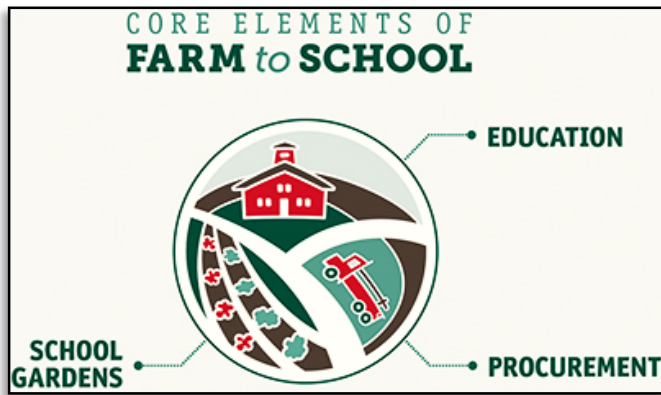 CORE ELEMENTS OF
FARM to SCHOOL
EDUCATION
SCHOOL
GARDENS
PROCUREMENT